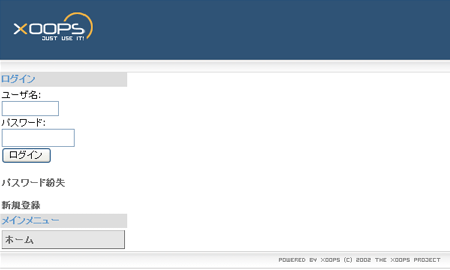 XOOPS
JUST USE IT!
ログイン
ユーザ名:
パスワード:
ログイン
パスワード紛失
新規登録
メインメニュー
ホーム
POWERED BY XOOPS (C) 2002 THE XOOPS PROJECT